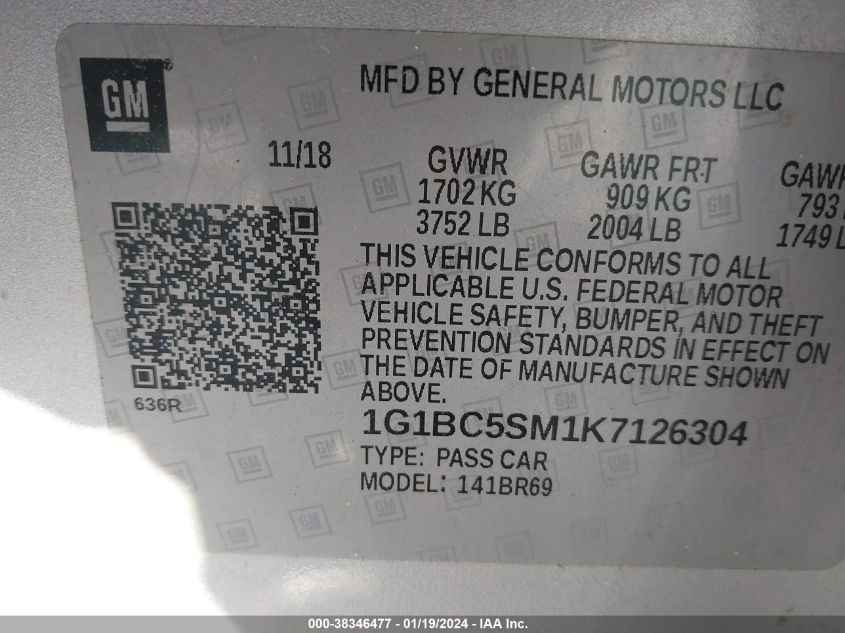 GM
MFD BY GENERAL MOTORS LLC
11/18
GVWR GAWR FRT GAWR
1702 KG 909 KG 793
3752 LB 2004 LB 1749 L
THIS VEHICLE CONFORMS TO ALL
APPLICABLE U.S. FEDERAL MOTOR
VEHICLE SAFETY, BUMPER, AND THEFT
PREVENTION STANDARDS IN EFFECT ON
THE DATE OF MANUFACTURE SHOWN
ABOVE.
636R
1G1BC5SM1K7126304
TYPE: PASS CAR
MODEL: 141BR69
000-38346477 - 01/19/2024 - IAA Inc.